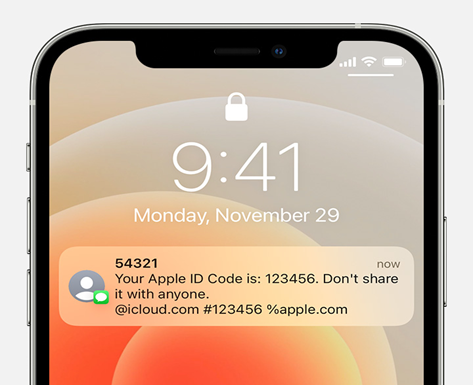 9:41
Monday, November 29
54321 now
Your Apple ID Code is: 123456. Don't share
it with anyone.
@icloud.com #123456 %apple.com